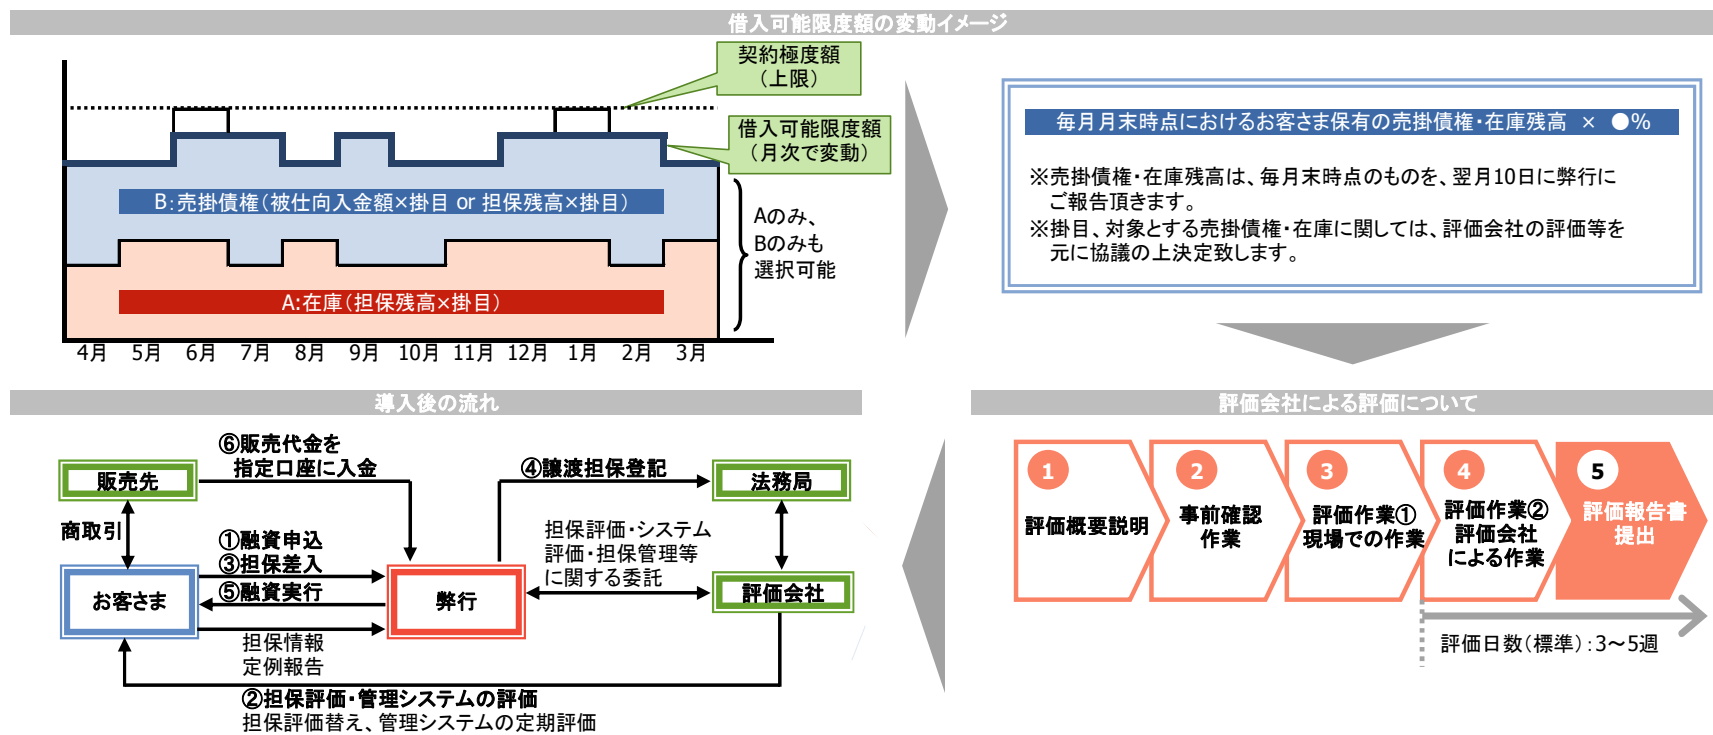 借入可能限度額の変動イメージ
契約極度額
（上限）
借入可能限度額
（月次で変動）
B：売掛債権（被仕向入金額×掛目 or 担保残高×掛目）
A:在庫（担保残高×掛目）
Aのみ、
Bのみも
選択可能
4月 5月 6月 7月 8月 9月 10月 11月 12月 1月 2月 3月
毎月月末時点におけるお客さま保有の売掛債権・在庫残高 × ●%
※売掛債権・在庫残高は、毎月末時点のものを、翌月10日に弊行に
ご報告頂きます。
※掛目、対象とする売掛債権・在庫に関しては、評価会社の評価等を
元に協議の上決定致します。
導入後の流れ
⑥販売代金を
指定口座に入金
販売先
④譲渡担保登記
法務局
商取引
①融資申込
③担保差入
⑤融資実行
担保評価・システム
評価・担保管理等
に関する委託
お客さま
弊行
評価会社
担保情報
定例報告
②担保評価・管理システムの評価
担保評価替え、管理システムの定期評価
評価会社による評価について
1
評価概要説明
2
事前確認
作業
3
評価作業①
現場での作業
4
評価作業②
評価会社
による作業
5
評価報告書
提出
評価日数（標準）：3～5週